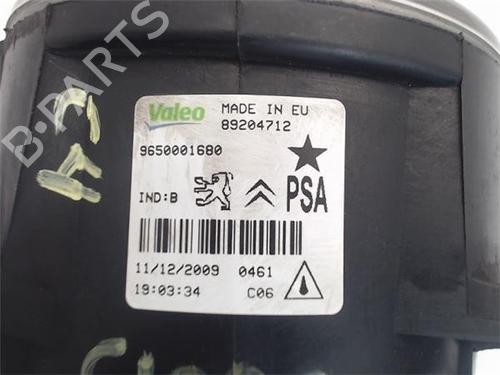 B-PARTS
Valeo MADE IN EU
89204712
9650001680
IND:B PSA
11/12/2009 0461
19:03:34 C06